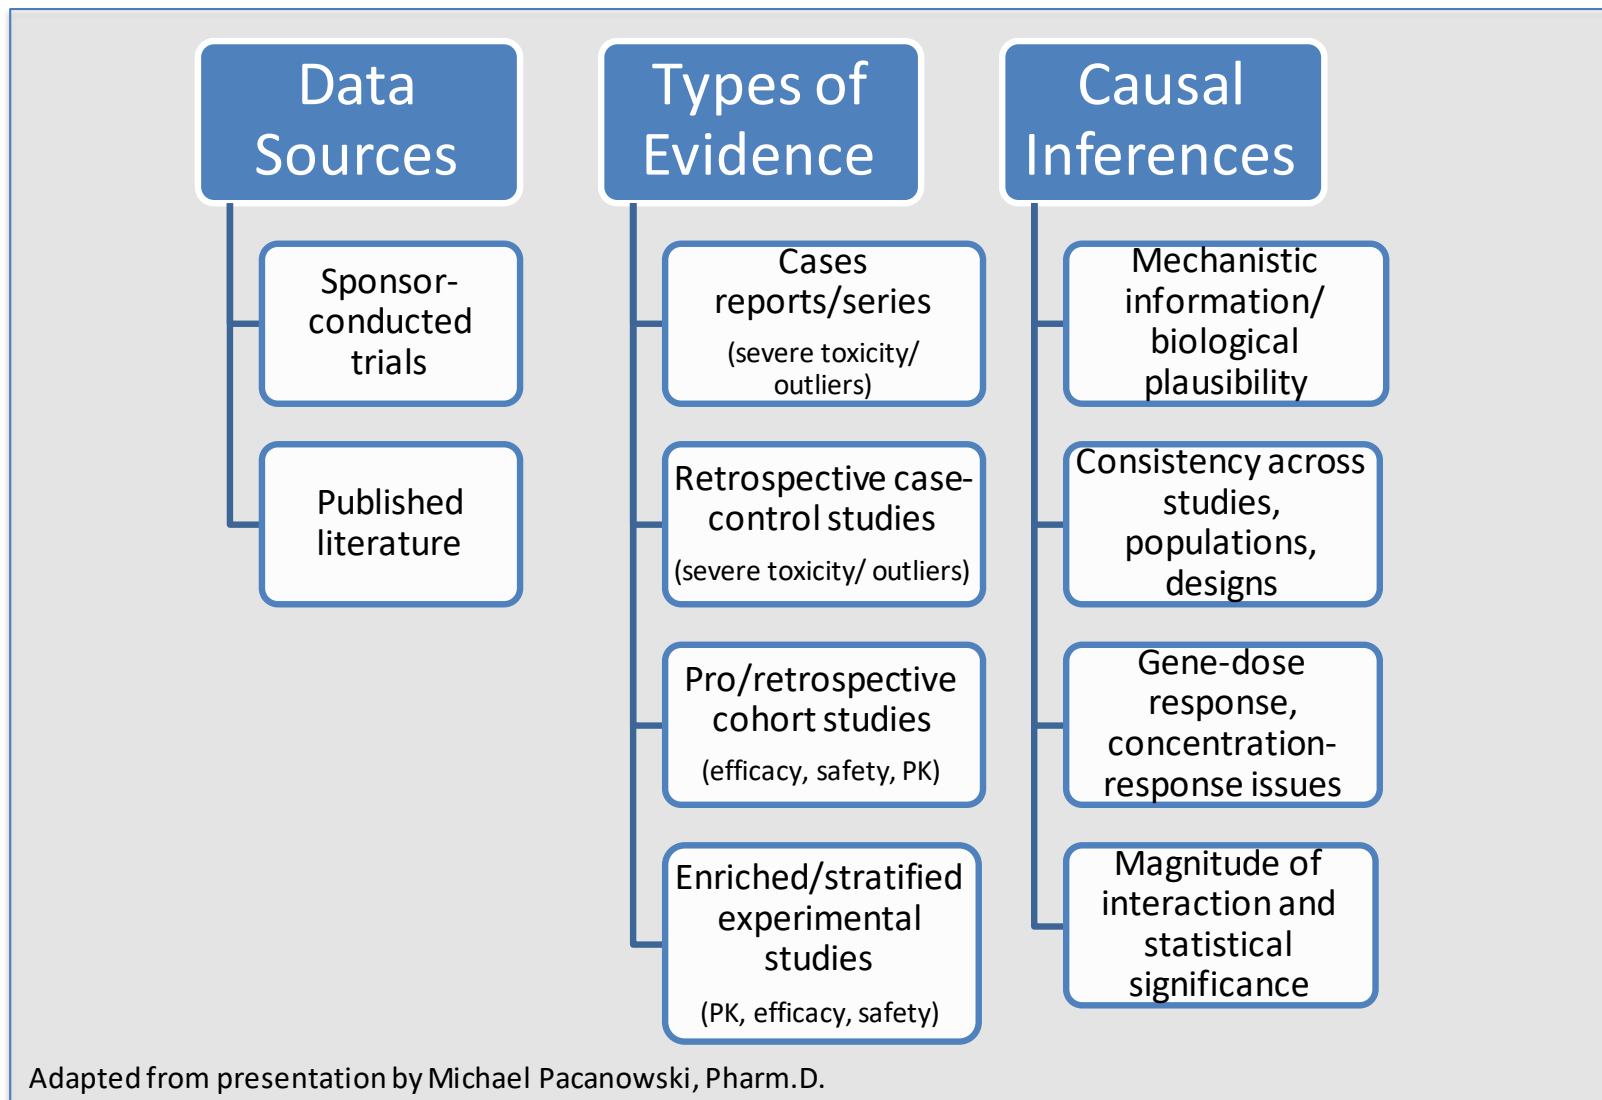 Data
Sources
Sponsor-
conducted
trials
Published
literature
Types of
Evidence
Cases
reports/series
(severe toxicity/
outliers)
Retrospective case-
control studies
(severe toxicity/ outliers)
Pro/retrospective
cohort studies
(efficacy, safety, PK)
Enriched/stratified
experimental
studies
(PK, efficacy, safety)
Causal
Inferences
Mechanistic
information/
biological
plausibility
Consistency across
studies,
populations,
designs
Gene-dose
response,
concentration-
response issues
Magnitude of
interaction and
statistical
significance
Adapted from presentation by Michael Pacanowski, Pharm.D.